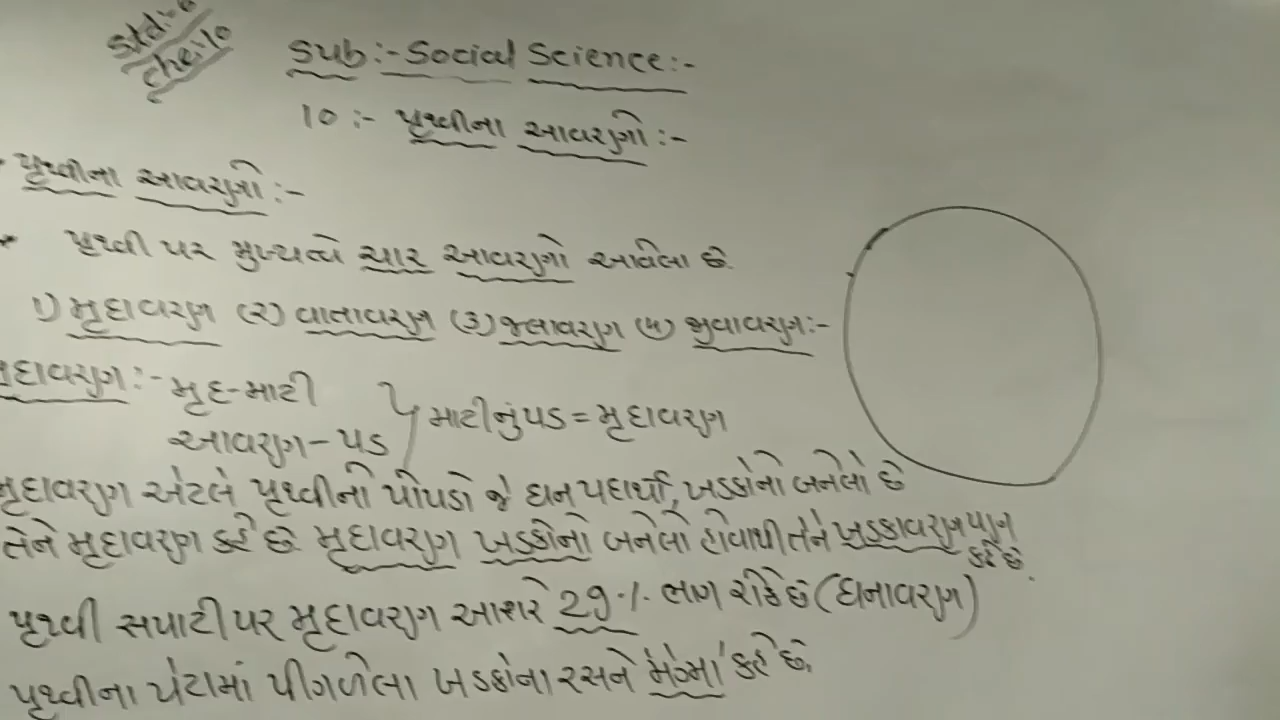 Std:-6
che:10
Sub:- Social Science:-
10 :- પૃથ્વીના આવરણો :-
પૃથ્વીના આવરણો :-
પૃથ્વી પર મુખ્યત્વે ચાર આવરણો આવેલા છે.
1) મૃદાવરણ (૨) વાતાવરણ (૩) જલાવરણ (૪) જીવાવરણ:-
મૃદાવરણ :- મૃદ-માટી
માટીનું પડ = મૃદાવરણ
આવરણ - પડ
મૃદાવરણ એટલે પૃથ્વીનો પોપડો જે ઘન પદાર્થો, ખડકોનો બનેલો છે
તેને મૃદાવરણ કહે છે. મૃદાવરણ ખડકોનો બનેલો હોવાથી તેને ખડકાવરણ પણ
કહે છે.
પૃથ્વી સપાટી પર મૃદાવરણ આશરે 29% ભાગ રોકે છે (ઘનાવરણ)
પૃથ્વીના પેટામાં પીગળેલા ખડકોના રસને મેગ્મા કહે છે.